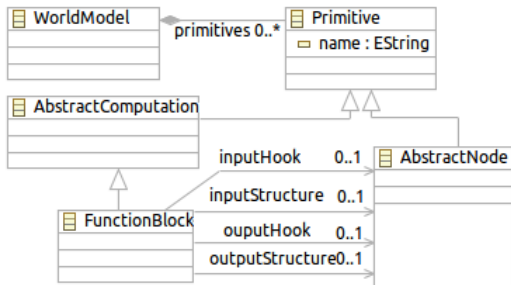 WorldModel
primitives 0..*
Primitive
name : EString
AbstractComputation
inputHook 0..1
AbstractNode
inputStructure 0..1
FunctionBlock
ouputHook 0..1
outputStructure0..1